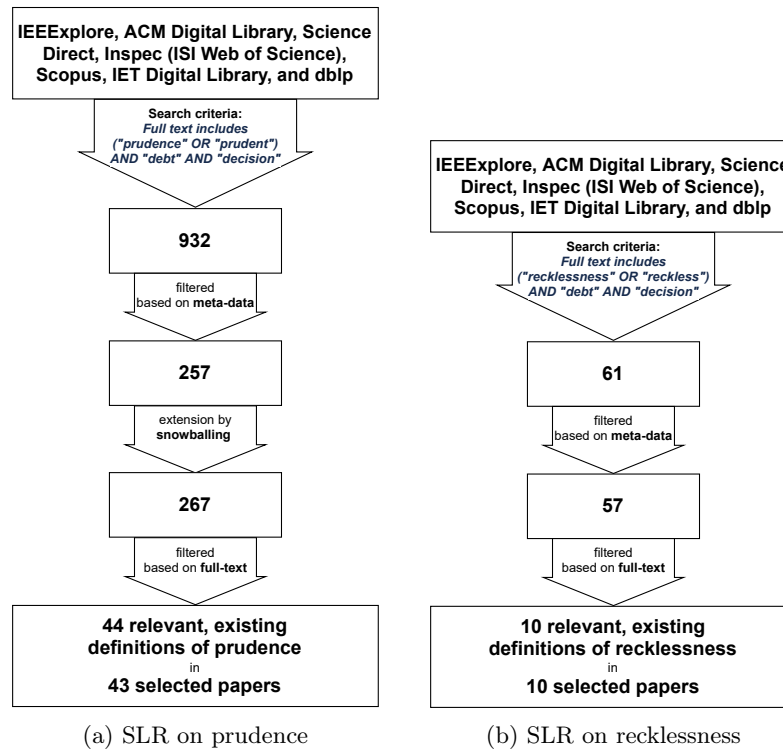 IEEExplore, ACM Digital Library, Science
Direct, Inspec (ISI Web of Science),
Scopus, IET Digital Library, and dblp
Search criteria:
Full text includes
("prudence" OR "prudent")
AND "debt" AND "decision"
932
filtered
based on meta-data
257
extension by
snowballing
267
filtered
based on full-text
44 relevant, existing
definitions of prudence
in
43 selected papers
(a) SLR on prudence
IEEExplore, ACM Digital Library, Science
Direct, Inspec (ISI Web of Science),
Scopus, IET Digital Library, and dblp
Search criteria:
Full text includes
("recklessness" OR "reckless")
AND "debt" AND "decision"
61
filtered
based on meta-data
57
filtered
based on full-text
10 relevant, existing
definitions of recklessness
in
10 selected papers
(b) SLR on recklessness